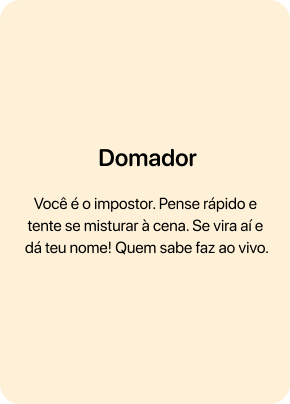 Domador
Você é o impostor. Pense rápido e
tente se misturar à cena. Se vira aí e
dá teu nome! Quem sabe faz ao vivo.